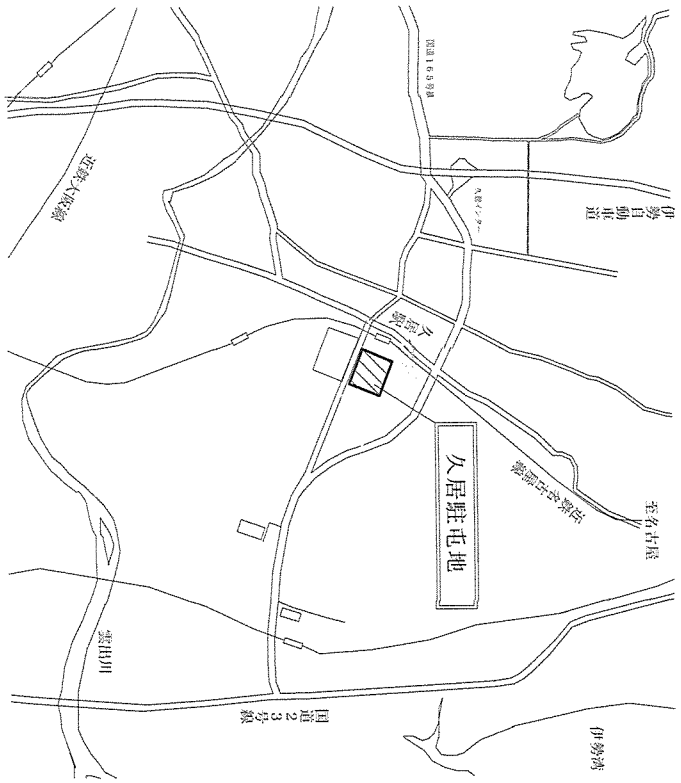 国道165号線
伊勢自動車道
久居インター
近鉄大阪線
久居駅
久居駐屯地
近鉄名古屋線
至名古屋
雲出川
国道23号線
伊勢湾